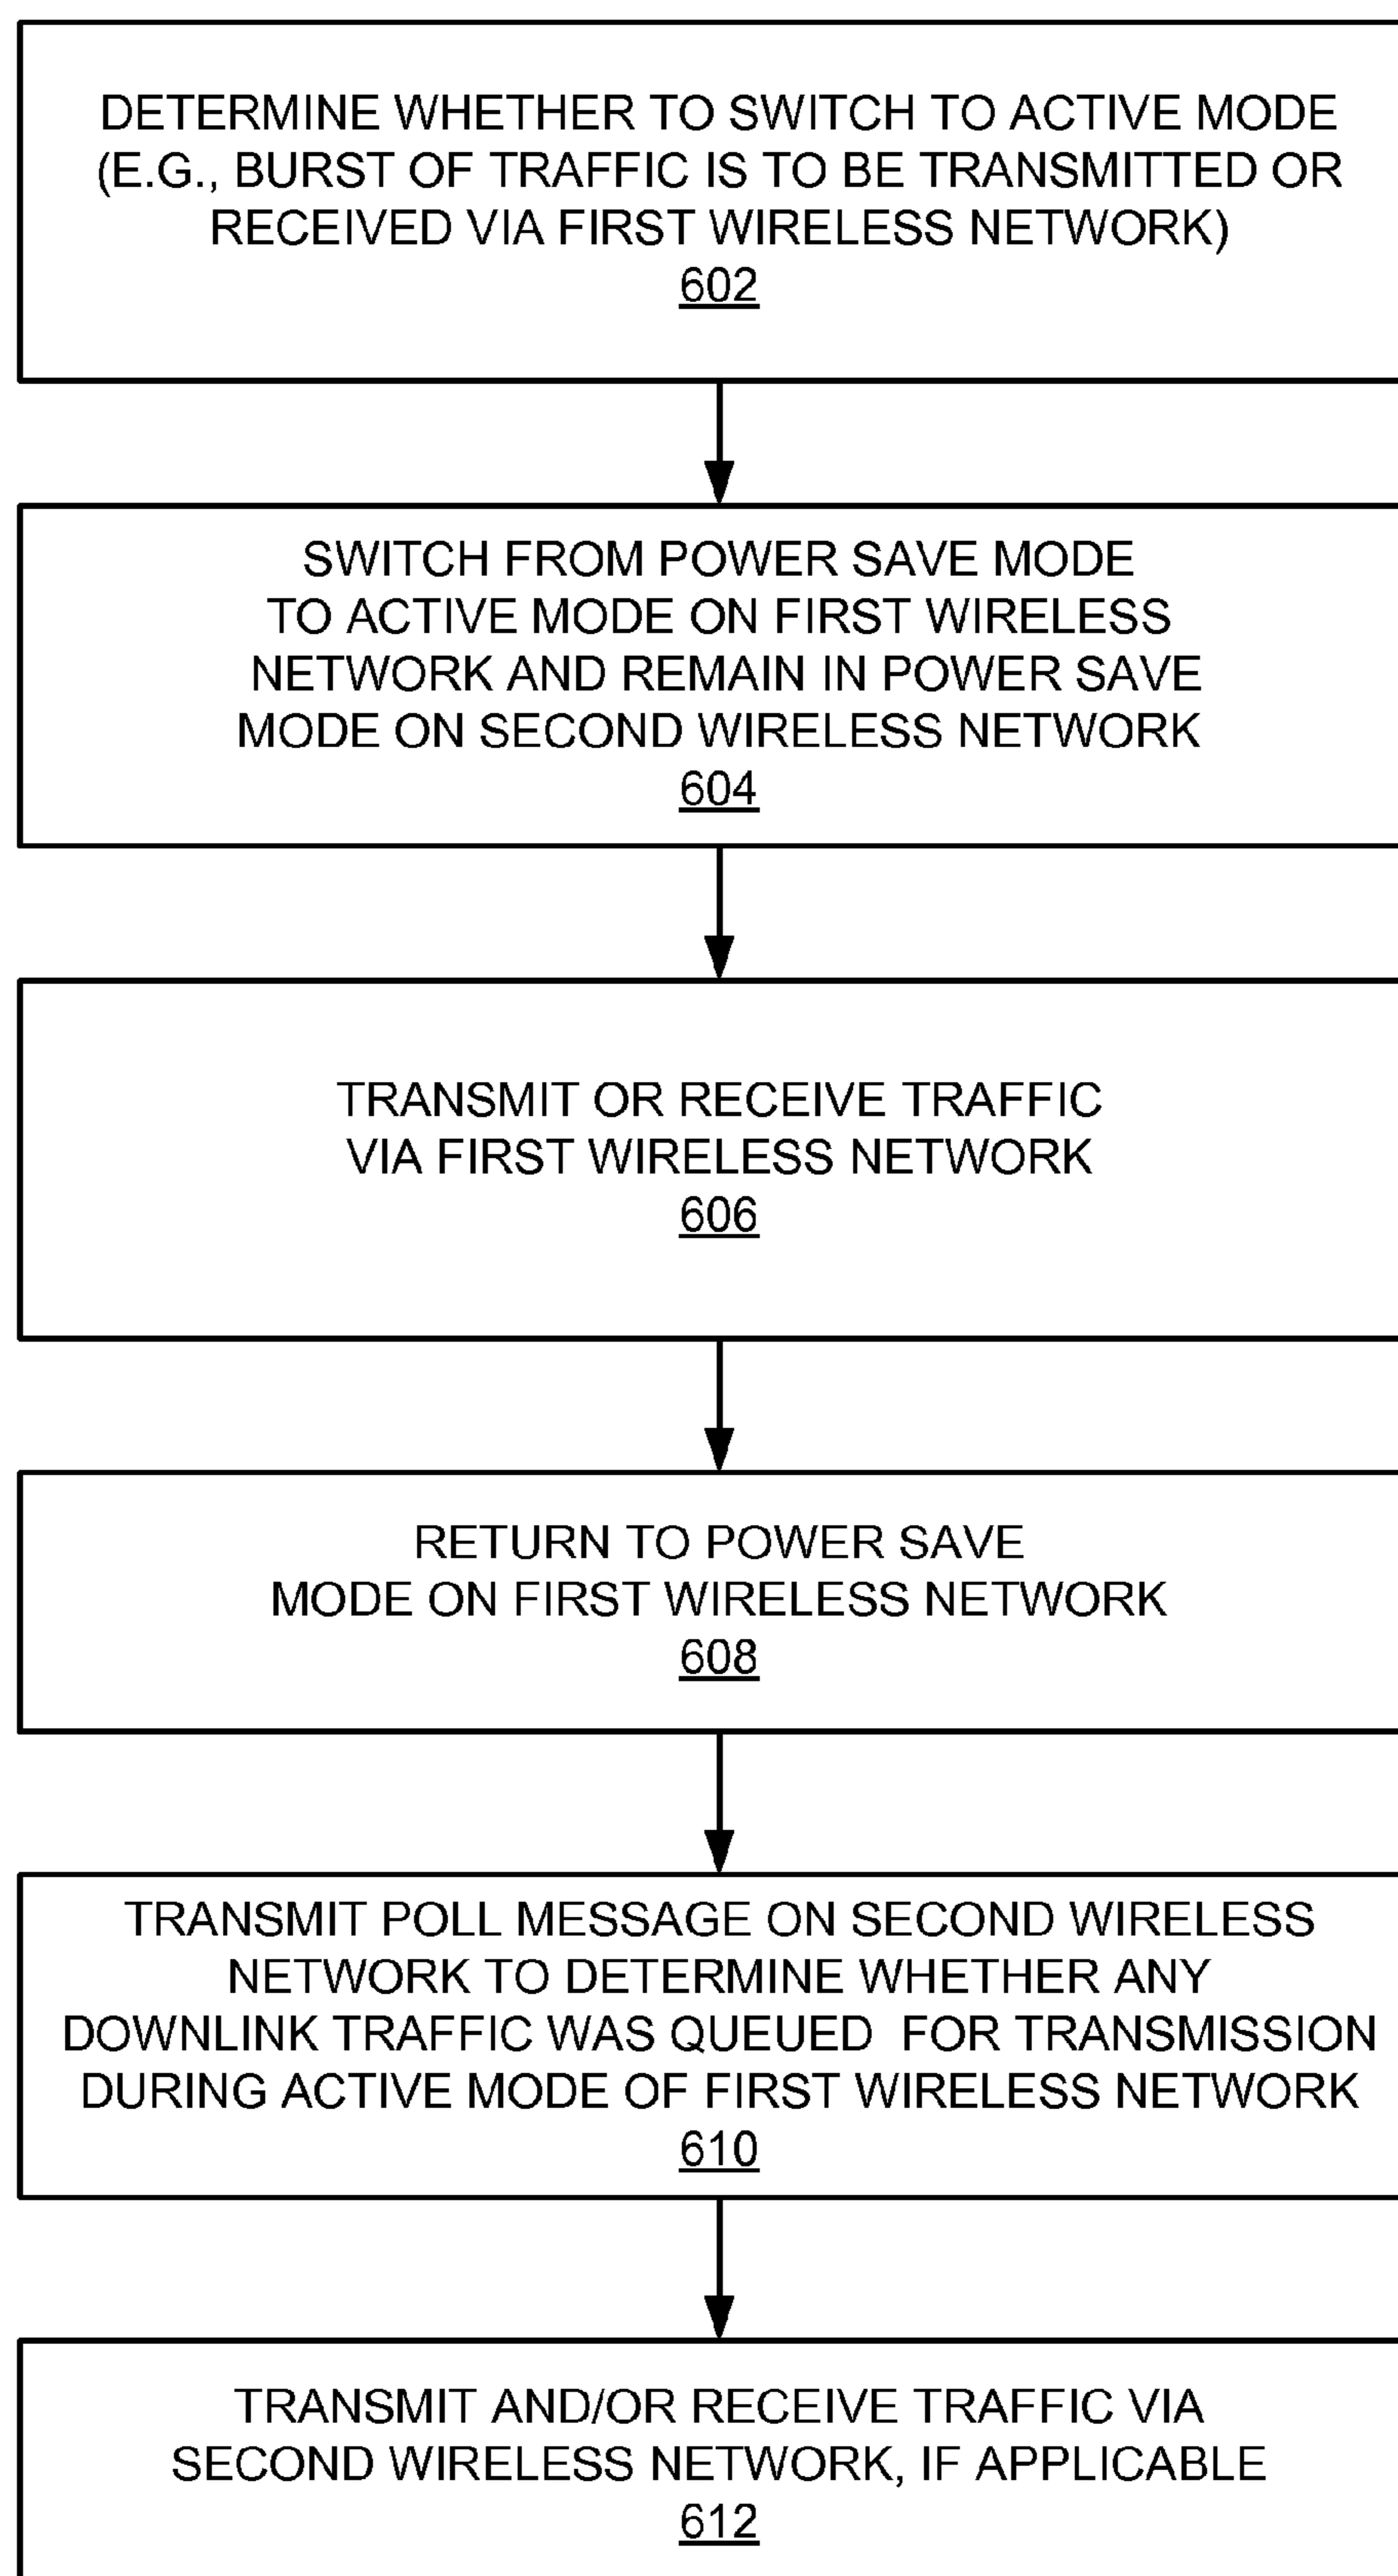 DETERMINE WHETHER TO SWITCH TO ACTIVE MODE
(E.G., BURST OF TRAFFIC IS TO BE TRANSMITTED OR
RECEIVED VIA FIRST WIRELESS NETWORK)
602
SWITCH FROM POWER SAVE MODE
TO ACTIVE MODE ON FIRST WIRELESS
NETWORK AND REMAIN IN POWER SAVE
MODE ON SECOND WIRELESS NETWORK
604
TRANSMIT OR RECEIVE TRAFFIC
VIA FIRST WIRELESS NETWORK
606
RETURN TO POWER SAVE
MODE ON FIRST WIRELESS NETWORK
608
TRANSMIT POLL MESSAGE ON SECOND WIRELESS
NETWORK TO DETERMINE WHETHER ANY
DOWNLINK TRAFFIC WAS QUEUED FOR TRANSMISSION
DURING ACTIVE MODE OF FIRST WIRELESS NETWORK
610
TRANSMIT AND/OR RECEIVE TRAFFIC VIA
SECOND WIRELESS NETWORK, IF APPLICABLE
612